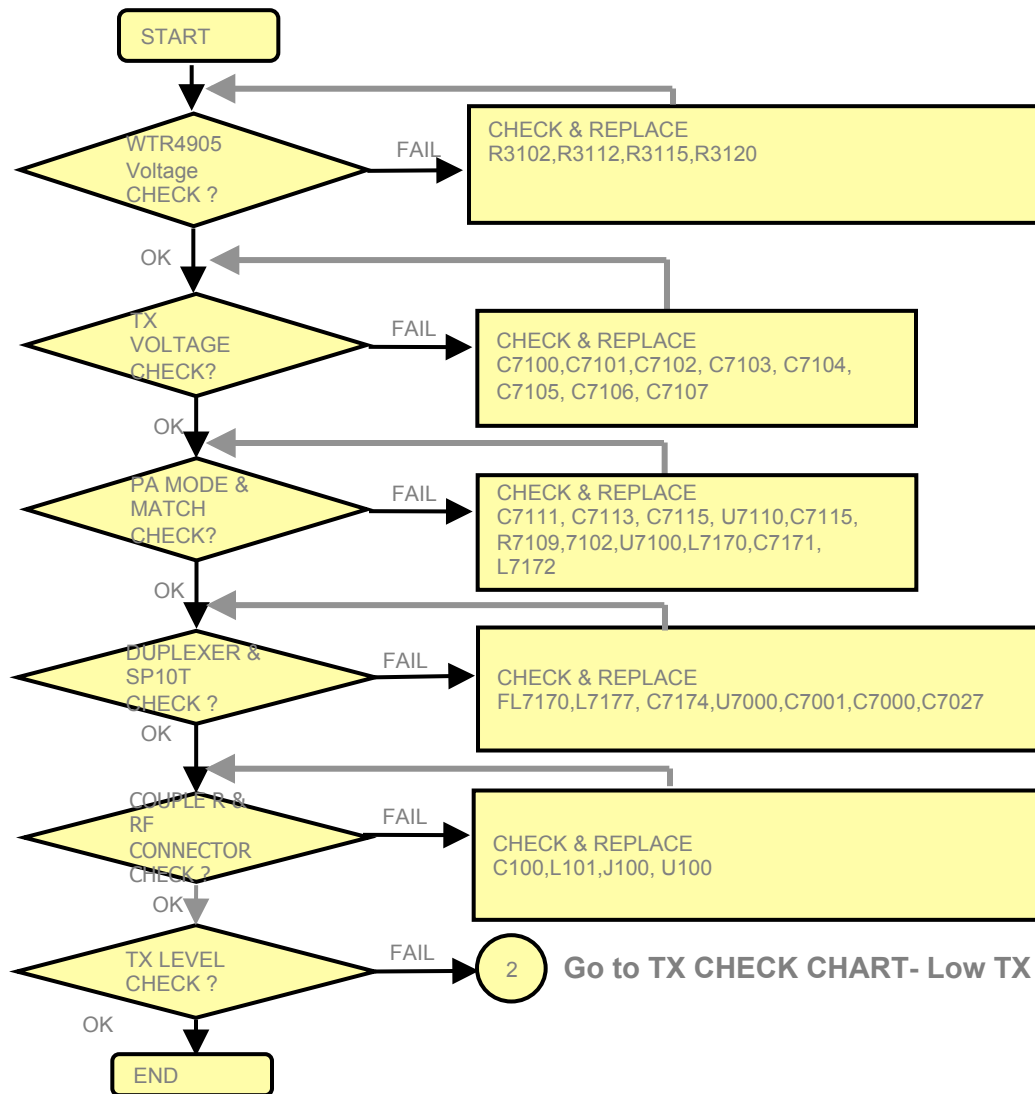 START
WTR4905
Voltage
CHECK ?
FAIL
CHECK & REPLACE
R3102,R3112,R3115,R3120
OK
TX
VOLTAGE
CHECK?
FAIL
CHECK & REPLACE
C7100,C7101,C7102, C7103, C7104,
C7105, C7106, C7107
OK
PA MODE &
MATCH
CHECK?
FAIL
CHECK & REPLACE
C7111, C7113, C7115, U7110,C7115,
R7109,7102,U7100,L7170,C7171,
L7172
OK
DUPLEXER &
SP10T
CHECK ?
FAIL
CHECK & REPLACE
FL7170,L7177, C7174,U7000,C7001,C7000,C7027
OK
COUPLE R &
RF
CONNECTOR
CHECK ?
FAIL
CHECK & REPLACE
C100,L101,J100, U100
OK
TX LEVEL
CHECK ?
FAIL
2
Go to TX CHECK CHART- Low TX
OK
END